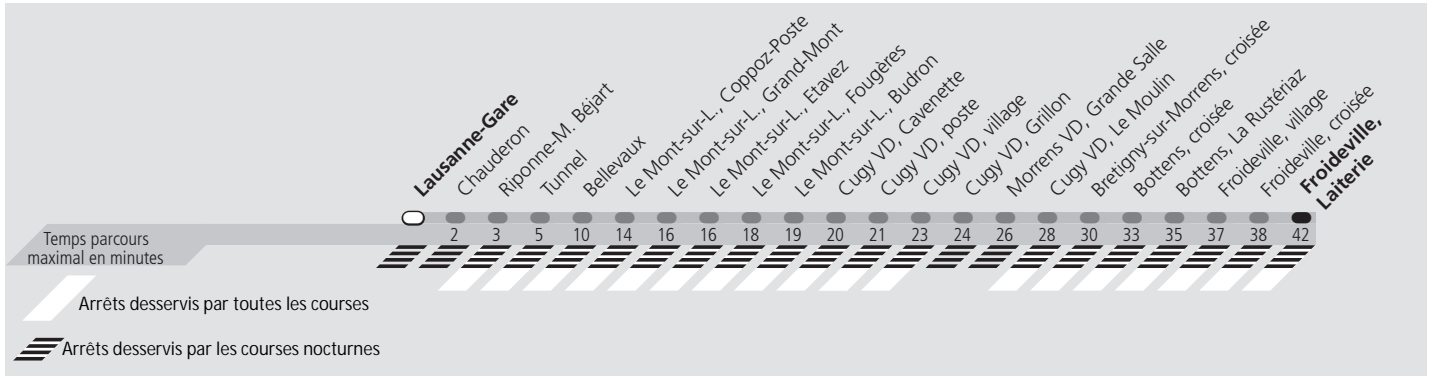 Lausanne-Gare
Chauderon
Riponne-M. Béjart
Tunnel
Bellevaux
Le Mont-sur-L., Coppoz-Poste
Le Mont-sur-L., Grand-Mont
Le Mont-sur-L., Etavez
Le Mont-sur-L., Fougères
Le Mont-sur-L., Budron
Cugy VD, Cavenette
Cugy VD, poste
Cugy VD, village
Cugy VD, Grillon
Morrens VD, Grande Salle
Cugy VD, Le Moulin
Bretigny-sur-Morrens, croisée
Bottens, croisée
Bottens, La Rustériaz
Froideville, village
Froideville, croisée
Froideville,
Laiterie
Temps parcours
maximal en minutes
2 3 5 10 14 16 16 18 19 20 21 23 24 26 28 30 33 35 37 38 42
Arrêts desservis par toutes les courses
Arrêts desservis par les courses nocturnes